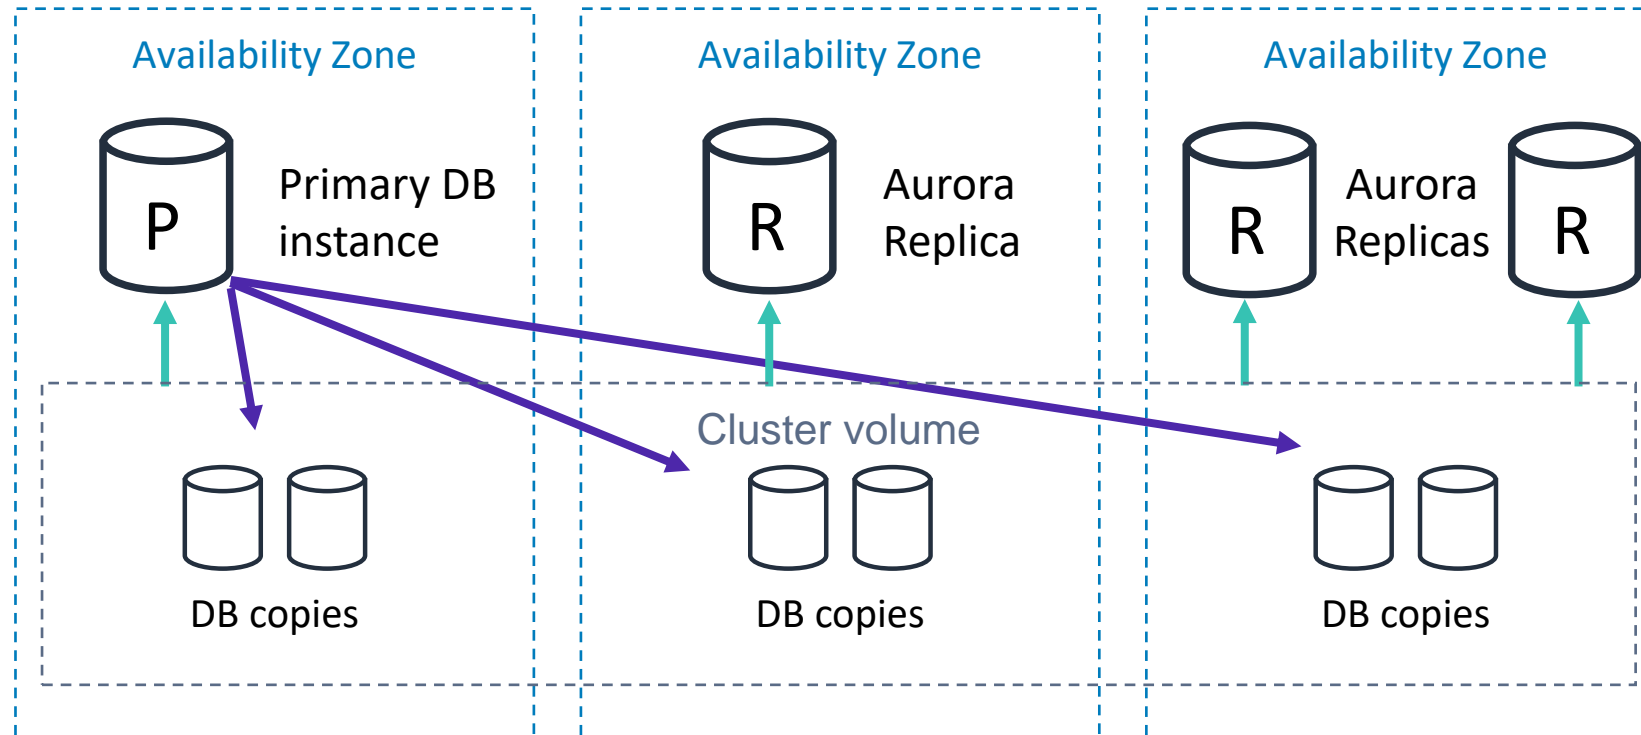 Availability Zone
Availability Zone
Availability Zone
P
Primary DB
instance
R
Aurora
Replica
R
Aurora
Replicas
R
Cluster volume
DB copies
DB copies
DB copies